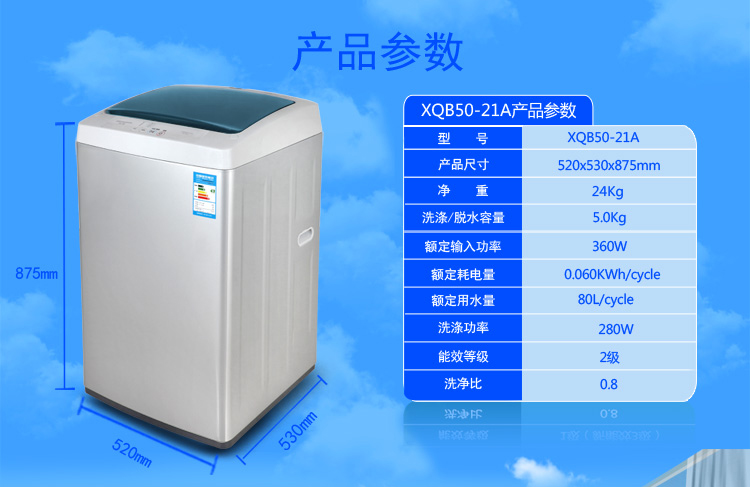 产品参数
XQB50-21A产品参数
型 号 XQB50-21A
产品尺寸 520x530x875mm
净 重 24Kg
洗涤/脱水容量 5.0Kg
额定输入功率 360W
额定耗电量 0.060KWh/cycle
额定用水量 80L/cycle
洗涤功率 280W
能效等级 2级
洗净比 0.8
875mm
520mm
530mm